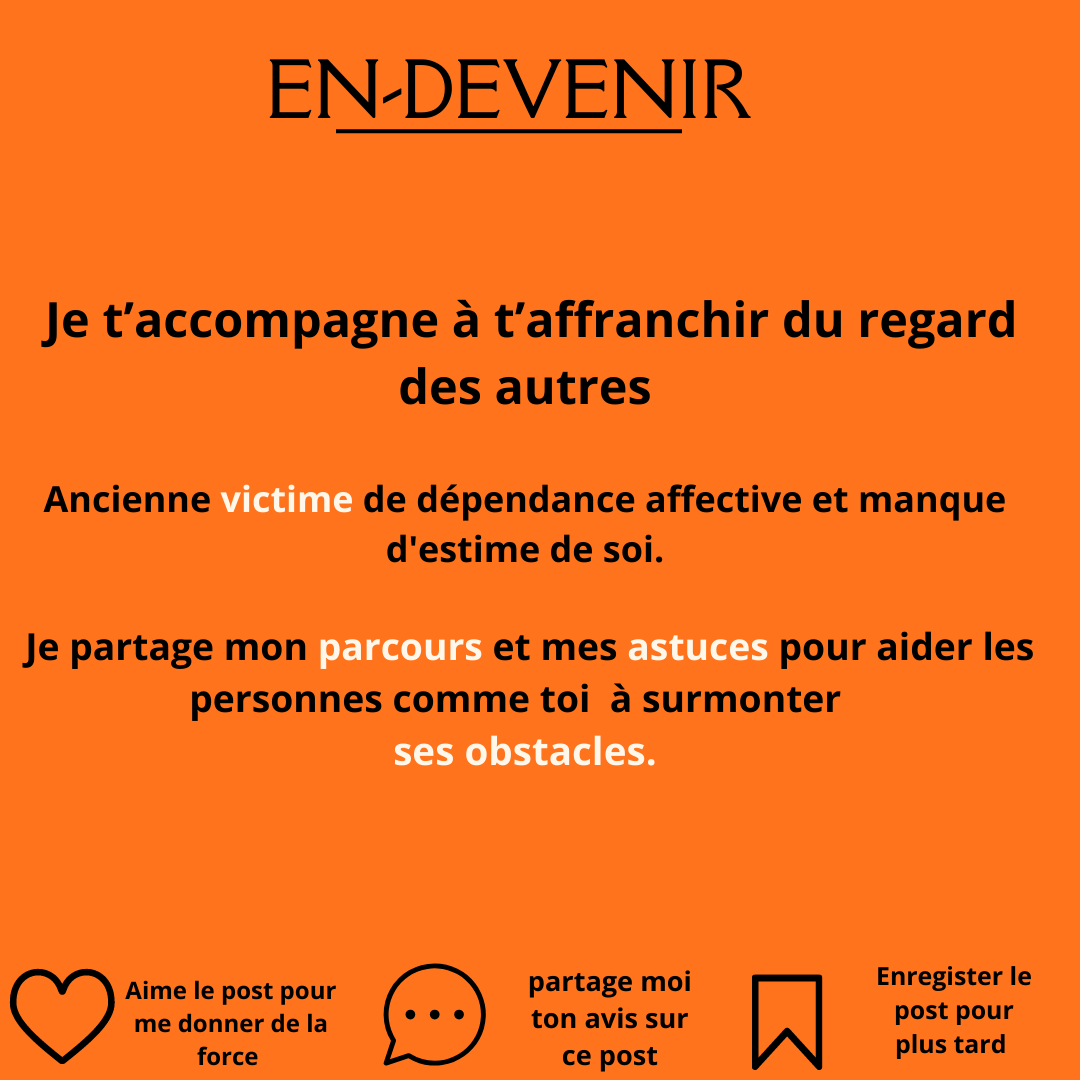 EN-DEVENIR
Je t’accompagne à t’affranchir du regard
des autres
Ancienne victime de dépendance affective et manque
d'estime de soi.
Je partage mon parcours et mes astuces pour aider les
personnes comme toi  à surmonter
ses obstacles.
Aime le post pour
me donner de la
force
partage moi
ton avis sur
ce post
Enregister le
post pour
plus tard